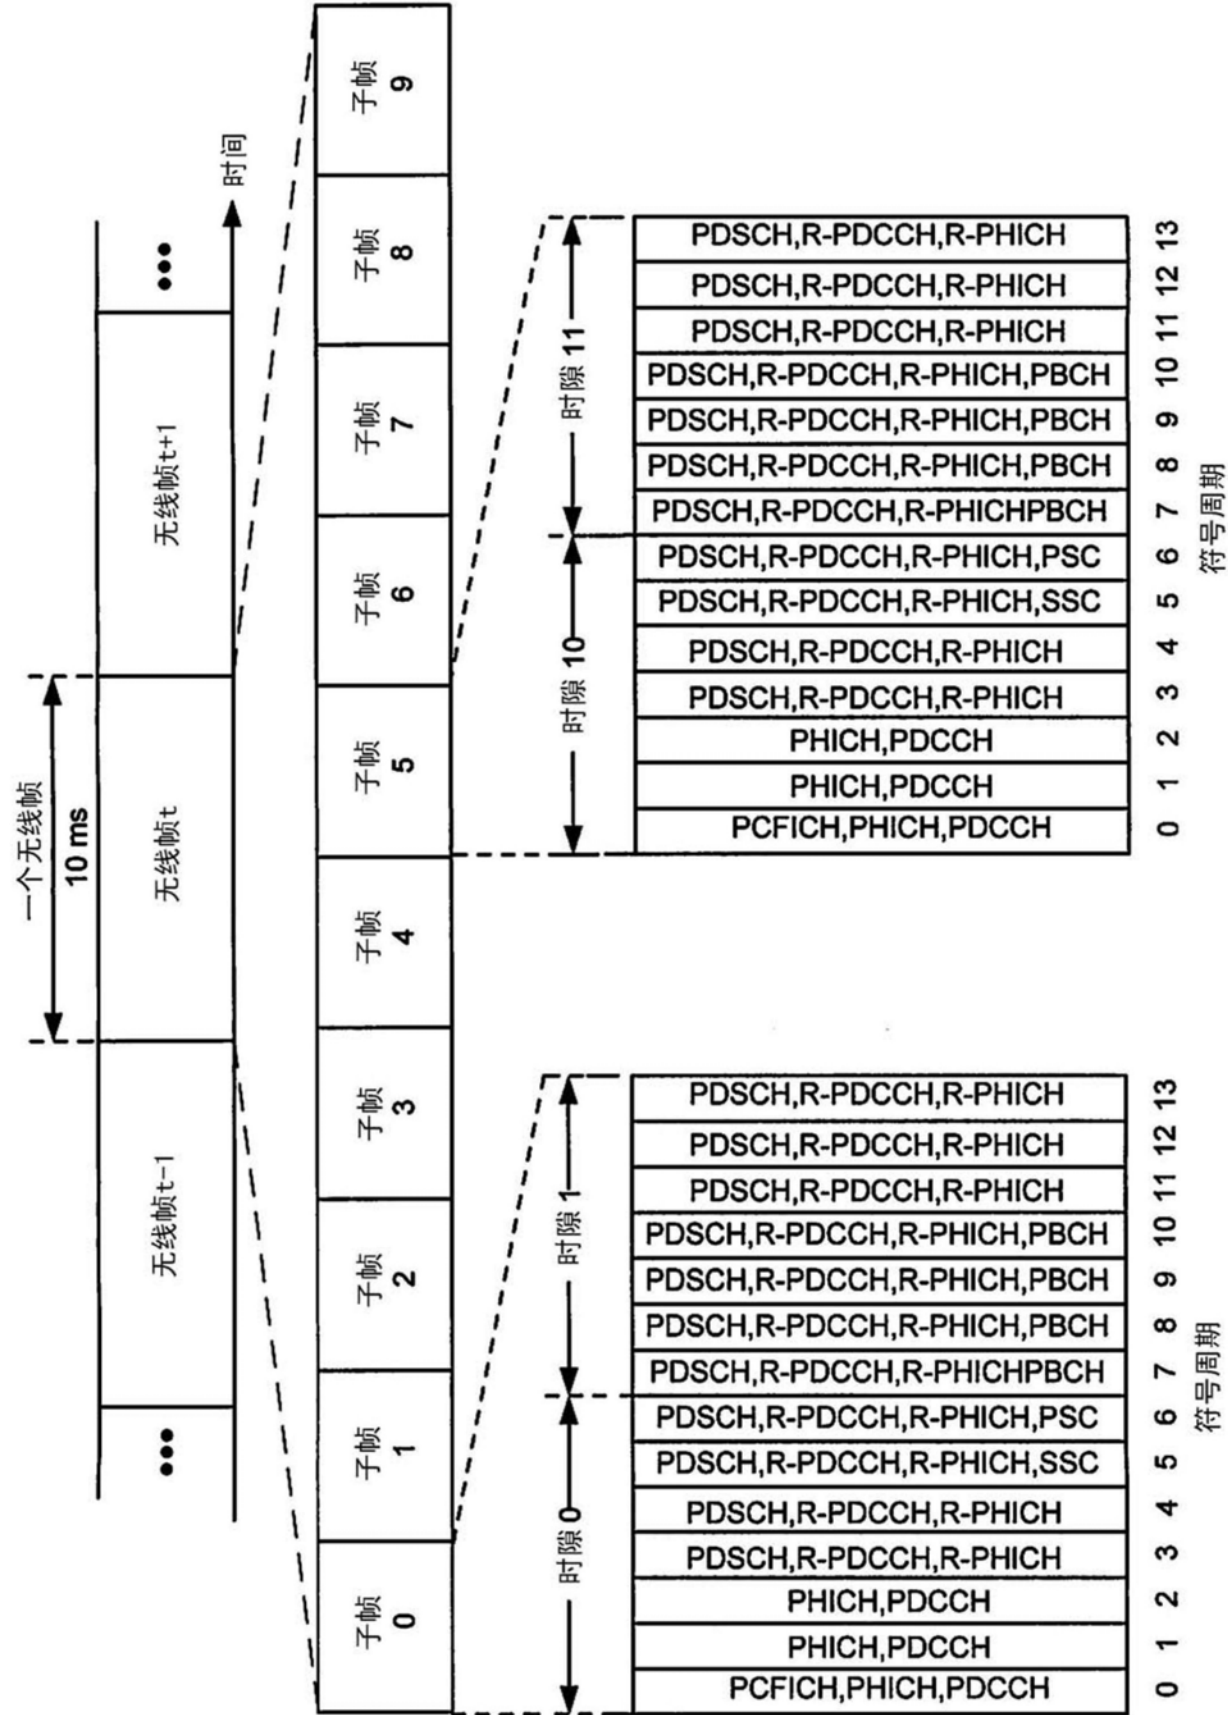 一个无线帧
10 ms
无线帧t-1
无线帧t
无线帧t+1
时间
子帧
0
子帧
1
子帧
2
子帧
3
子帧
4
子帧
5
子帧
6
子帧
7
子帧
8
子帧
9
时隙 0
时隙 1
PCFICH,PHICH,PDCCH
PHICH,PDCCH
PHICH,PDCCH
PDSCH,R-PDCCH,R-PHICH
PDSCH,R-PDCCH,R-PHICH
PDSCH,R-PDCCH,R-PHICH,SSC
PDSCH,R-PDCCH,R-PHICH,PSC
PDSCH,R-PDCCH,R-PHICHPBCH
PDSCH,R-PDCCH,R-PHICH,PBCH
PDSCH,R-PDCCH,R-PHICH,PBCH
PDSCH,R-PDCCH,R-PHICH,PBCH
PDSCH,R-PDCCH,R-PHICH
PDSCH,R-PDCCH,R-PHICH
PDSCH,R-PDCCH,R-PHICH
0 1 2 3 4 5 6 7 8 9 10 11 12 13
符号周期
时隙 10
时隙 11
PCFICH,PHICH,PDCCH
PHICH,PDCCH
PHICH,PDCCH
PDSCH,R-PDCCH,R-PHICH
PDSCH,R-PDCCH,R-PHICH
PDSCH,R-PDCCH,R-PHICH,SSC
PDSCH,R-PDCCH,R-PHICH,PSC
PDSCH,R-PDCCH,R-PHICHPBCH
PDSCH,R-PDCCH,R-PHICH,PBCH
PDSCH,R-PDCCH,R-PHICH,PBCH
PDSCH,R-PDCCH,R-PHICH,PBCH
PDSCH,R-PDCCH,R-PHICH
PDSCH,R-PDCCH,R-PHICH
PDSCH,R-PDCCH,R-PHICH
0 1 2 3 4 5 6 7 8 9 10 11 12 13
符号周期